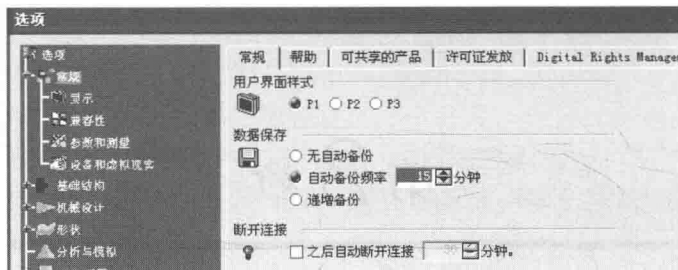 选项
选项
常规
显示
兼容性
参数和测量
设备和虚拟现实
基础结构
机械设计
形状
分析与模拟
常规 帮助 可共享的产品 许可证发放 Digital Rights Manage
用户界面样式
P1 P2 P3
数据保存
无自动备份
自动备份频率 15 分钟
递增备份
断开连接
之后自动断开连接 30 分钟。